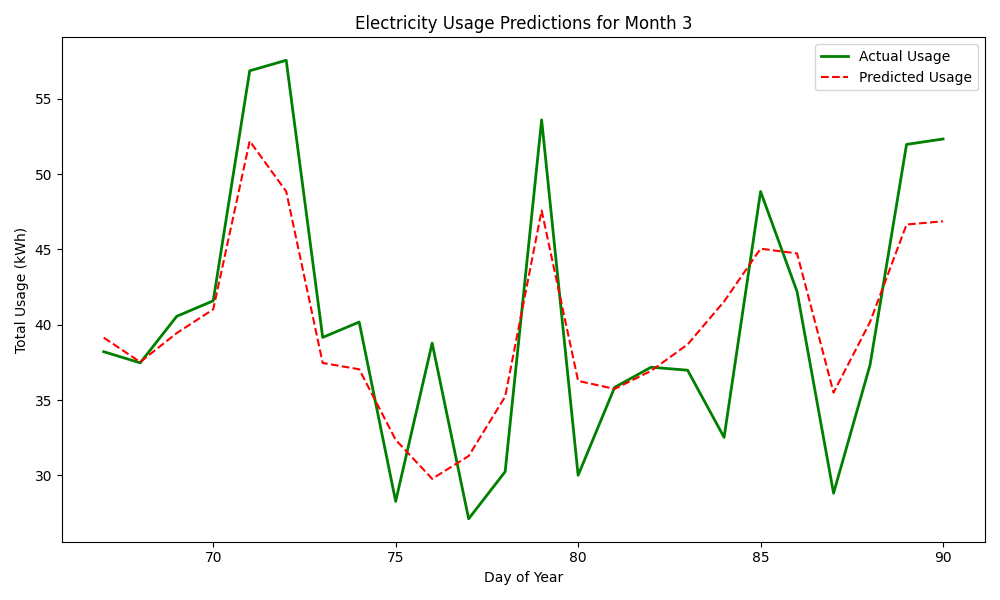 Electricity Usage Predictions for Month 3
Actual Usage
Predicted Usage
Total Usage (kWh)
55
50
45
40
35
30
70
75
80
85
90
Day of Year